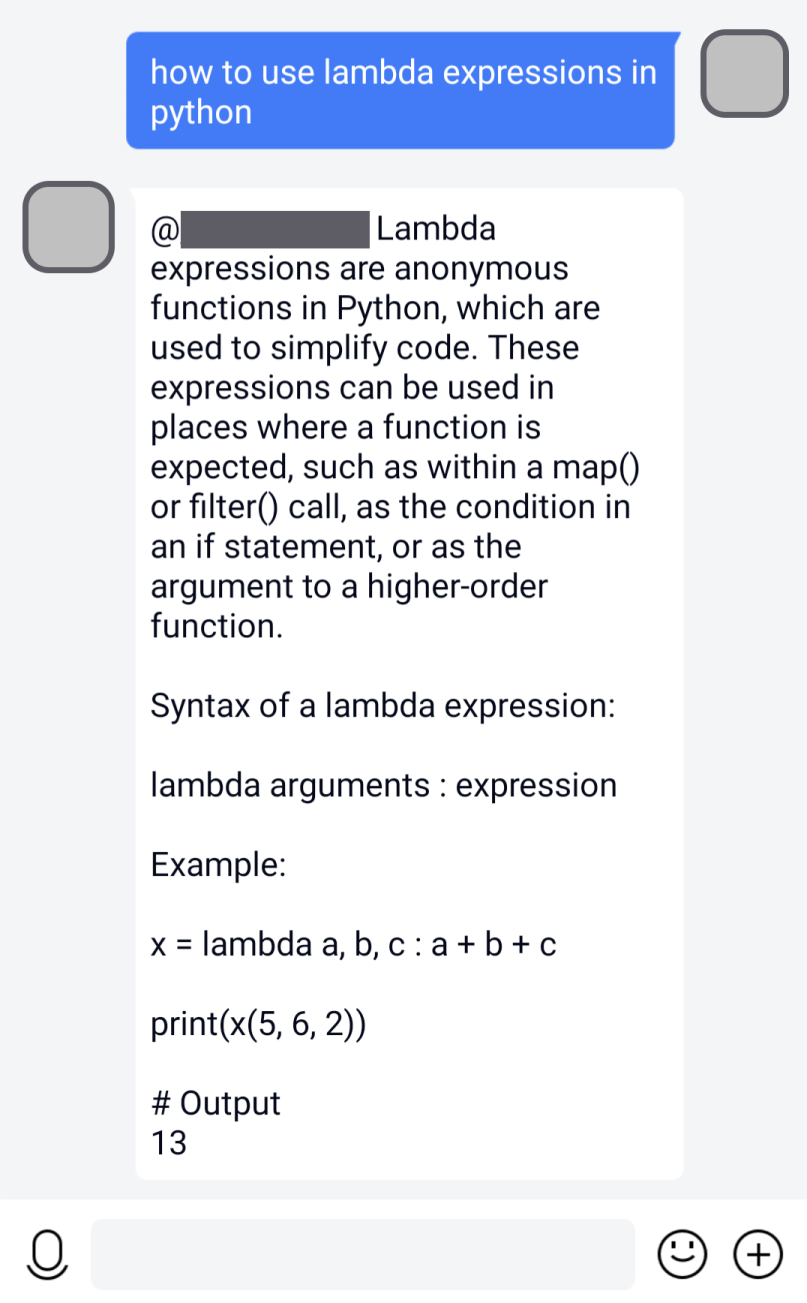 how to use lambda expressions in
python
@ Lambda
expressions are anonymous
functions in Python, which are
used to simplify code. These
expressions can be used in
places where a function is
expected, such as within a map()
or filter() call, as the condition in
an if statement, or as the
argument to a higher-order
function.
Syntax of a lambda expression:
lambda arguments : expression
Example:
x = lambda a, b, c : a + b + c
print(x(5, 6, 2))
# Output
13